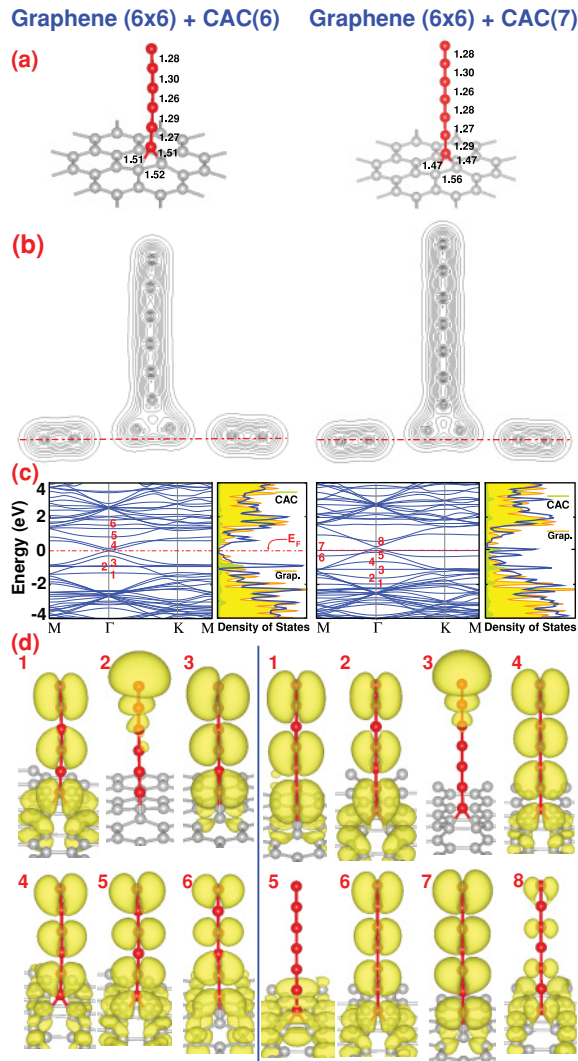 Graphene (6x6) + CAC(6) Graphene (6x6) + CAC(7)
(a)
1.28
1.30
1.26
1.29
1.27
1.51 1.51
1.52
1.28
1.30
1.26
1.28
1.27
1.29
1.47 1.47
1.56
(b)
(c)
Energy (eV)
4
2
0
-2
-4
6
5
4
3
2
1
M Γ K M
CAC
E_F
Grap.
Density of States
7
6
8
5
4
3
2
1
M Γ K M
CAC
Grap.
Density of States
(d)
1 2 3 1 2 3 4
4 5 6 5 6 7 8